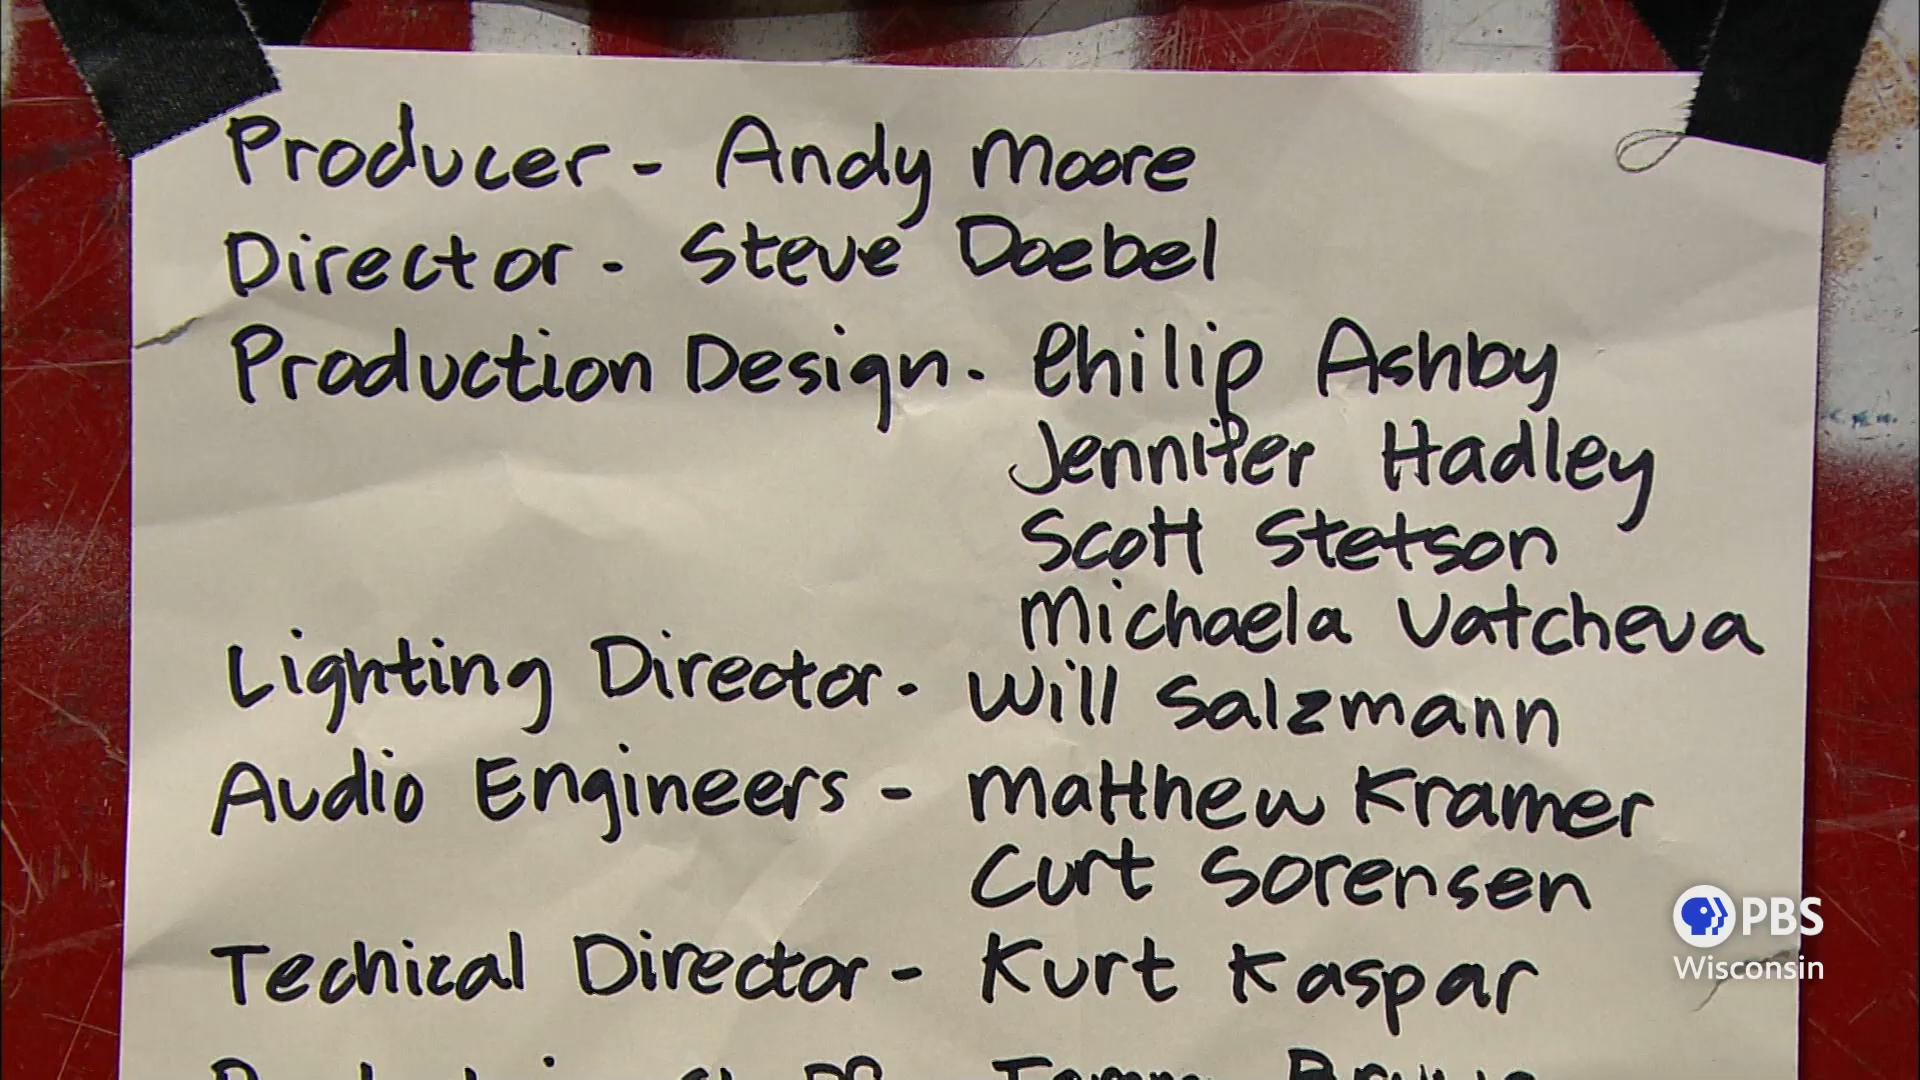 Producer - Andy Moore
Director - Steve Doebel
Production Design - Philip Ashby
Jennifer Hadley
Scott Stetson
Michaela Vatcheva
Lighting Director - Will Salzmann
Audio Engineers - Matthew Kramer
Curt Sorensen
Techical Director - Kurt Kaspar
PBS
Wisconsin